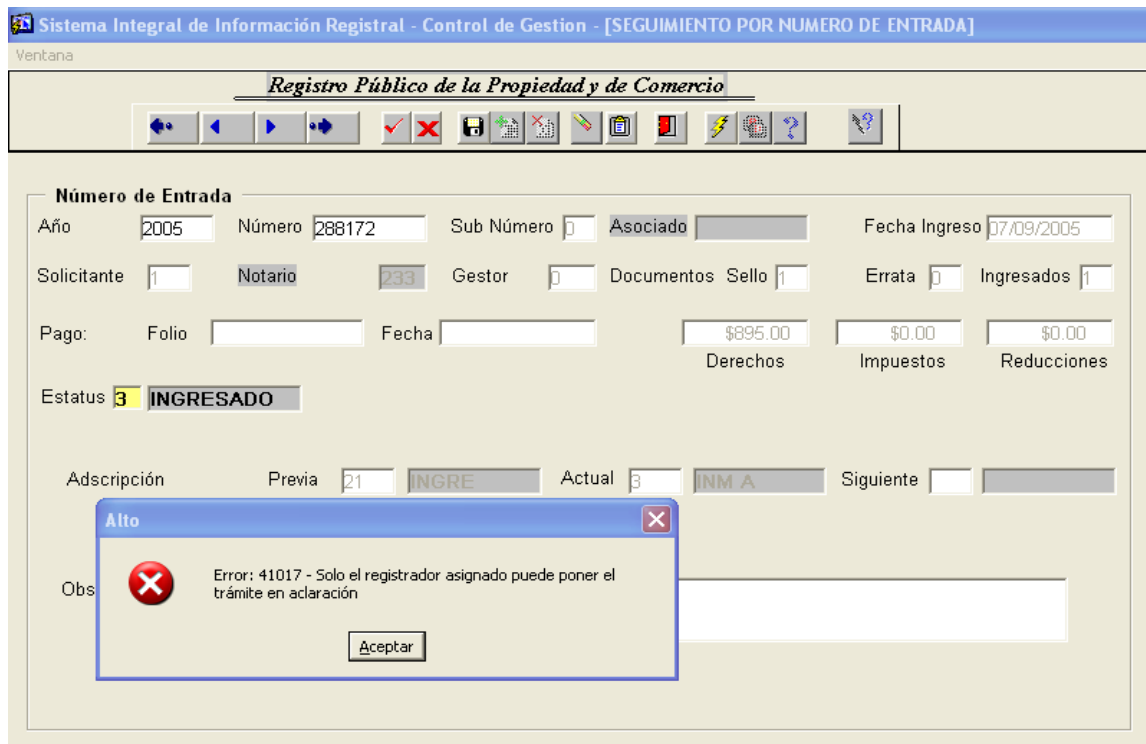 Sistema Integral de Información Registral - Control de Gestion - [SEGUIMIENTO POR NUMERO DE ENTRADA]
Ventana
Registro Público de la Propiedad y de Comercio
Número de Entrada
Año 2005 Número 288172 Sub Número 0 Asociado Fecha Ingreso 07/09/2005
Solicitante 1 Notario 233 Gestor 0 Documentos Sello 1 Errata 0 Ingresados 1
Pago: Folio Fecha $895.00 $0.00 $0.00
Derechos Impuestos Reducciones
Estatus 3 INGRESADO
Adscripción Previa 21 INGRE Actual 3 INM A Siguiente
Alto
Error: 41017 - Solo el registrador asignado puede poner el
trámite en aclaración
Obs
Aceptar